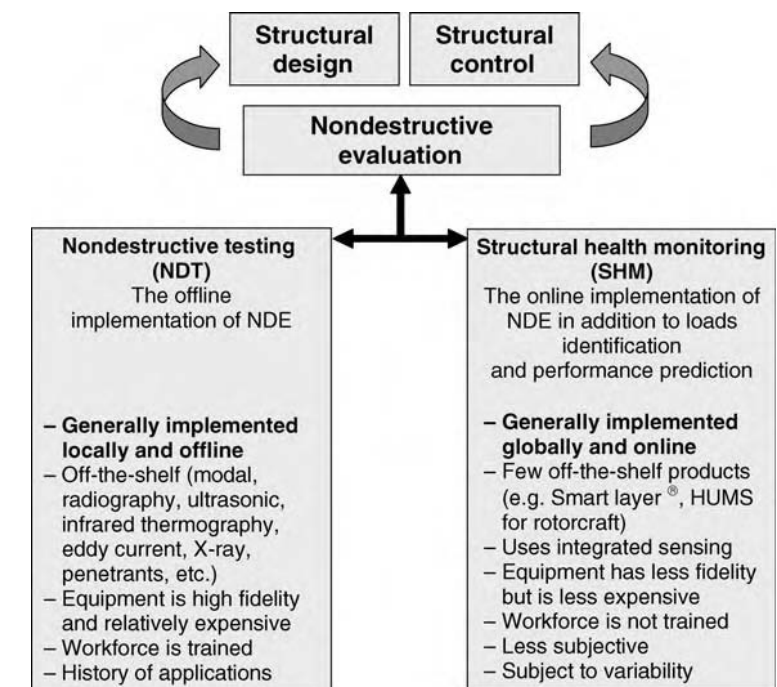 Structural
design
Structural
control
Nondestructive
evaluation
Nondestructive testing
(NDT)
The offline
implementation of NDE
– Generally implemented
locally and offline
– Off-the-shelf (modal,
radiography, ultrasonic,
infrared thermography,
eddy current, X-ray,
penetrants, etc.)
– Equipment is high fidelity
and relatively expensive
– Workforce is trained
– History of applications
Structural health monitoring
(SHM)
The online implementation of
NDE in addition to loads
identification
and performance prediction
– Generally implemented
globally and online
– Few off-the-shelf products
(e.g. Smart layer ®, HUMS
for rotorcraft)
– Uses integrated sensing
– Equipment has less fidelity
but is less expensive
– Workforce is not trained
– Less subjective
– Subject to variability